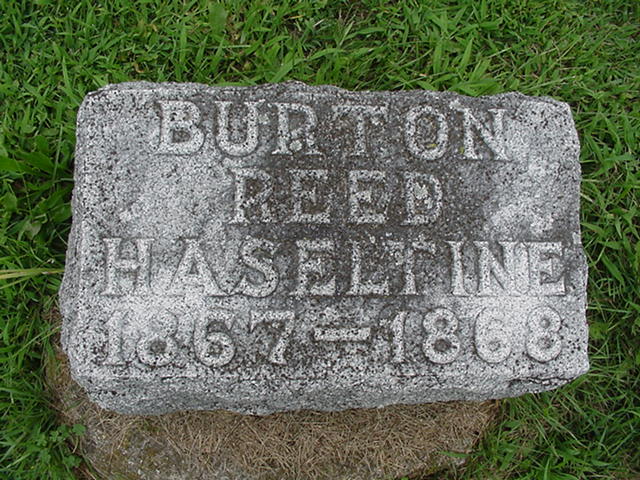 BURTON
REED
HASELTINE
1867-1868